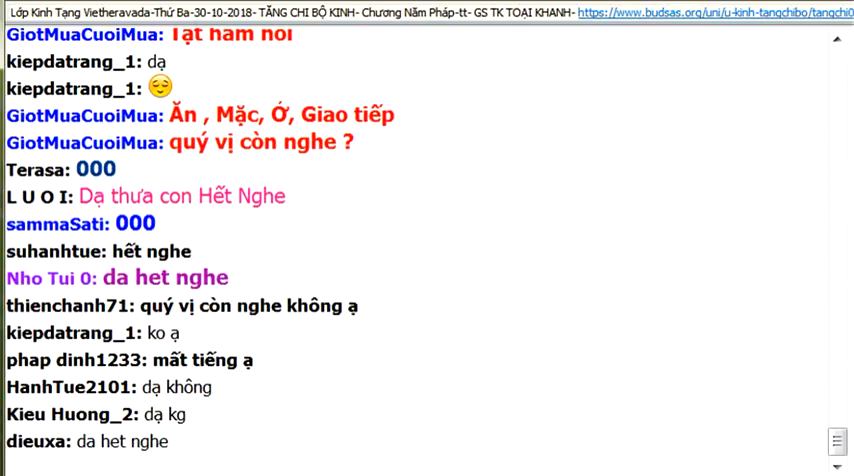 Lớp Kinh Tạng Vietheravada-Thứ Ba-30-10-2018- TĂNG CHI BỘ KINH- Chương Năm Pháp-tt- GS TK TOẠI KHANH- https://www.budsas.org/uni/u-kinh-tangchibo/tangchi0
GiotMuaCuoiMua: Tạt hầm nổi
kiepdatrang_1: dạ
kiepdatrang_1:
GiotMuaCuoiMua: Ăn , Mặc, Ớ, Giao tiếp
GiotMuaCuoiMua: quý vị còn nghe ?
Terasa: 000
L U O I: Dạ thưa con Hết Nghe
sammaSati: 000
suhanhtue: hết nghe
Nho Tui 0: da het nghe
thienchanh71: quý vị còn nghe không ạ
kiepdatrang_1: ko ạ
phap dinh1233: mất tiếng ạ
HanhTue2101: dạ không
Kieu Huong_2: dạ kg
dieuxa: da het nghe